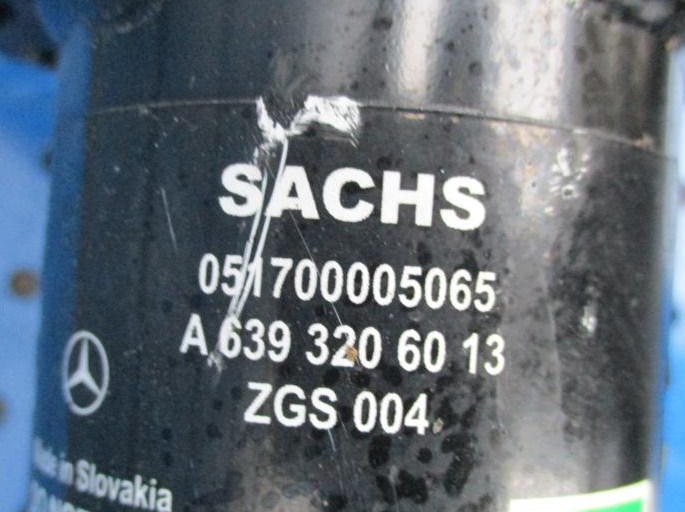 SACHS
051700005065
A 639 320 60 13
ZGS 004
Made in Slovakia